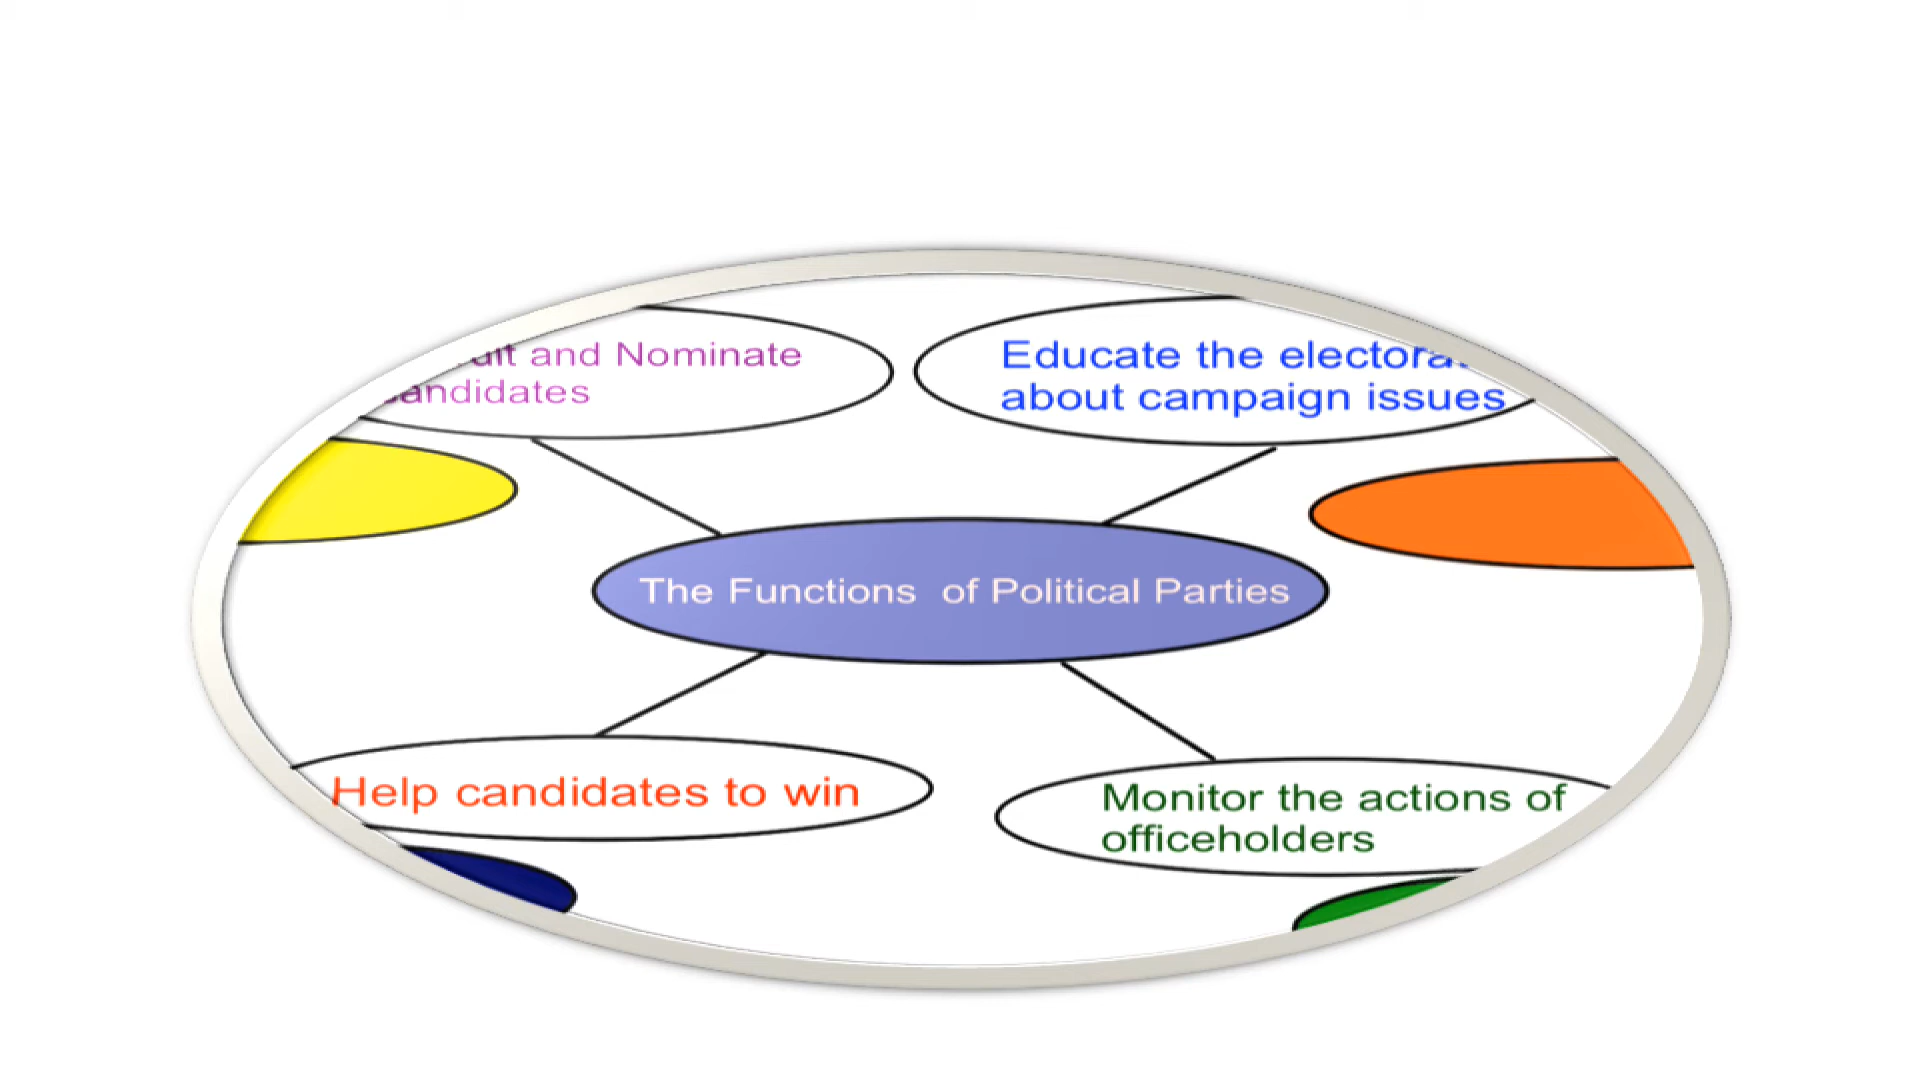 and Nominate
candidates
Educate the
about campaign issues
The Functions of Political Parties
Help candidates to win
Monitor the actions of
officeholders